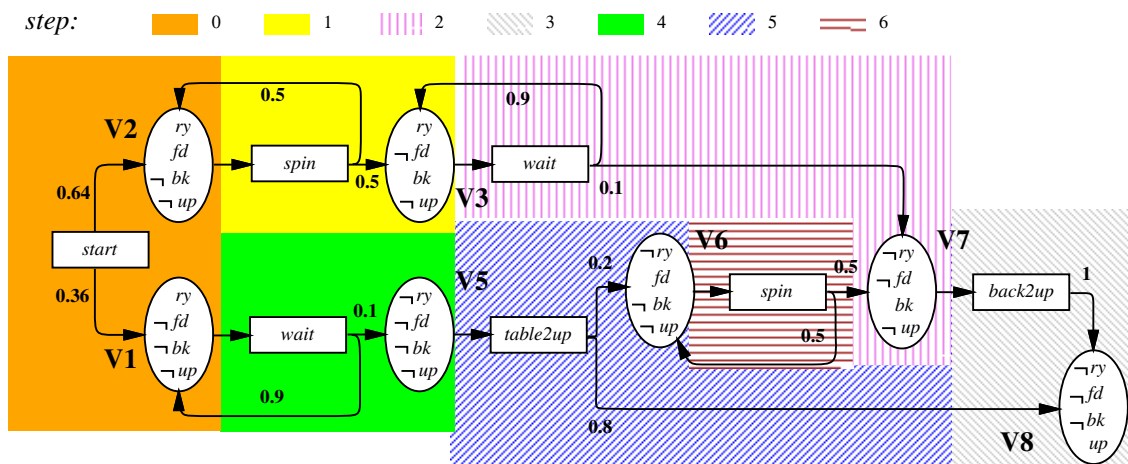 step: 0 1 2 3 4 5 6
0.5
0.9
V2
ry
fd
¬ bk
¬ up
spin
0.5
ry
¬ fd
bk
¬ up
V3
wait
0.1
0.64
start
0.36
V1
ry
¬ fd
¬ bk
¬ up
wait
0.1
0.9
V5
¬ ry
¬ fd
¬ bk
¬ up
table2up
0.2
0.8
V6
¬ ry
fd
¬ bk
¬ up
spin
0.5
0.5
V7
¬ ry
¬ fd
bk
¬ up
back2up
1
V8
¬ ry
¬ fd
¬ bk
up